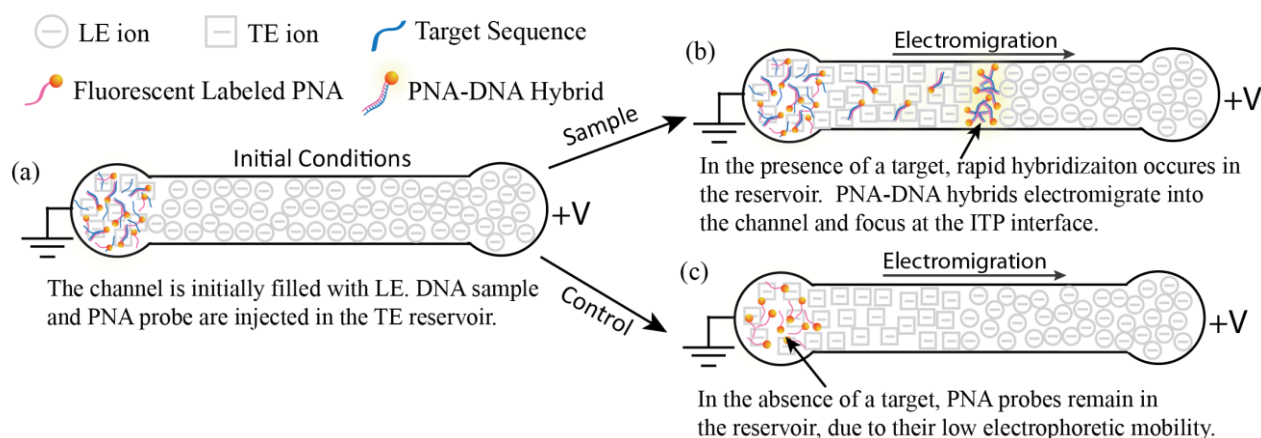 LE ion
TE ion
Target Sequence
Fluorescent Labeled PNA
PNA-DNA Hybrid
(a)
Initial Conditions
+V
The channel is initially filled with LE. DNA sample
and PNA probe are injected in the TE reservoir.
Sample
Control
(b)
Electromigration
+V
In the presence of a target, rapid hybridizaiton occures in
the reservoir. PNA-DNA hybrids electromigrate into
the channel and focus at the ITP interface.
(c)
Electromigration
+V
In the absence of a target, PNA probes remain in
the reservoir, due to their low electrophoretic mobility.